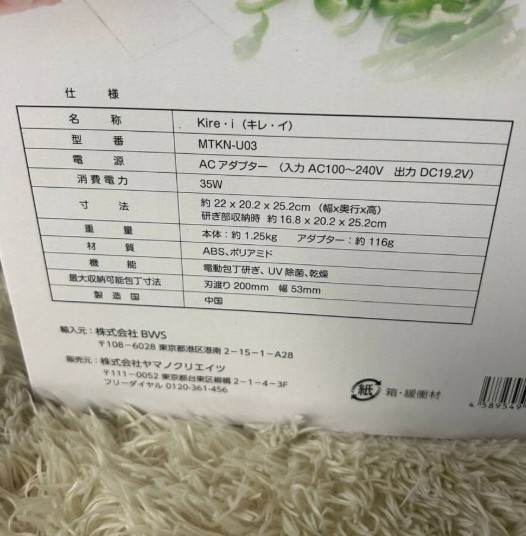 仕様
名称 Kire・i（キレ・イ）
型番 MTKN-U03
電源 ACアダプター （入力 AC100～240V 出力 DC19.2V）
消費電力 35W
寸法 約 22 x 20.2 x 25.2cm（幅x奥行x高）
研ぎ部収納時 約 16.8 x 20.2 x 25.2cm
重量 本体：約 1.25kg アダプター：約 116g
材質 ABS、ポリアミド
機能 電動包丁研ぎ、UV 除菌、乾燥
最大収納可能包丁寸法 刃渡り 200mm 幅 53mm
製造国 中国
輸入元：株式会社 BWS
〒108-6028 東京都港区港南 2-15-1-A28
販売元：株式会社ヤマノクリエイツ
〒111-0052 東京都台東区柳橋 2-1-4-3F
フリーダイヤル 0120-361-456
紙 箱・緩衝材
4 589549